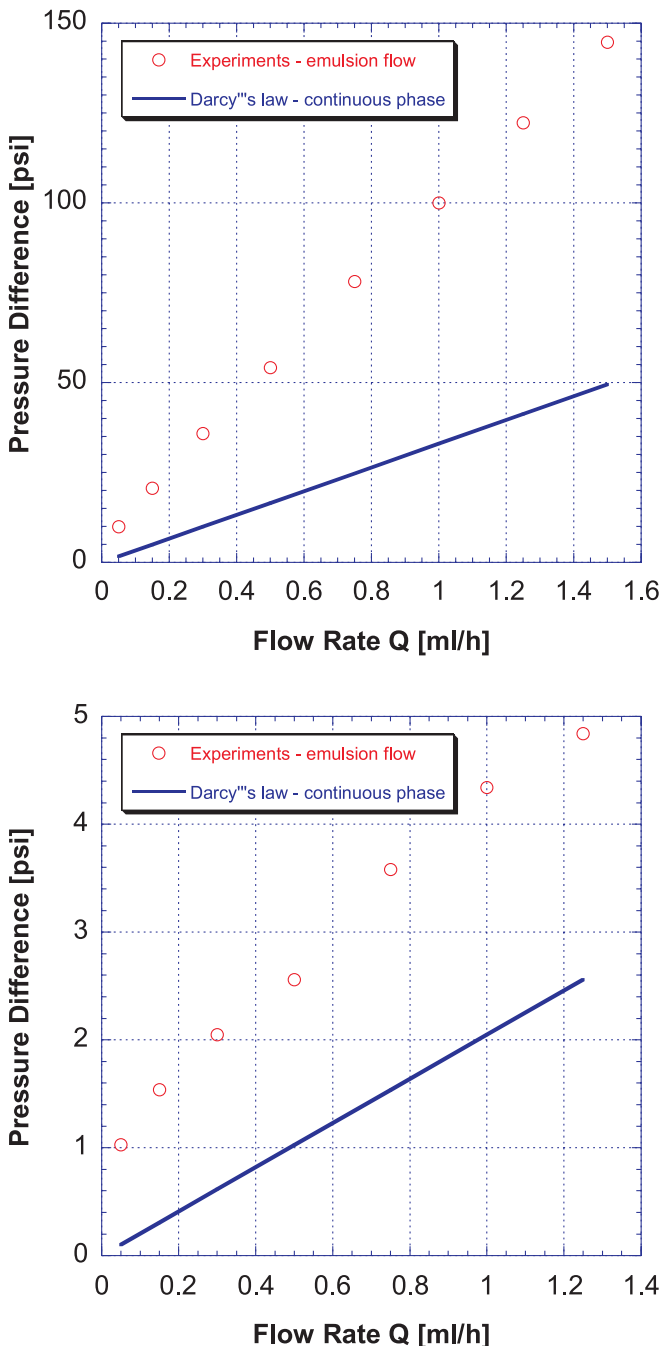 150
Experiments - emulsion flow
Darcy"'s law - continuous phase
100
50
0
Pressure Difference [psi]
0 0.2 0.4 0.6 0.8 1 1.2 1.4 1.6
Flow Rate Q [ml/h]
5
Experiments - emulsion flow
Darcy"'s law - continuous phase
4
3
2
1
0
Pressure Difference [psi]
0 0.2 0.4 0.6 0.8 1 1.2 1.4
Flow Rate Q [ml/h]